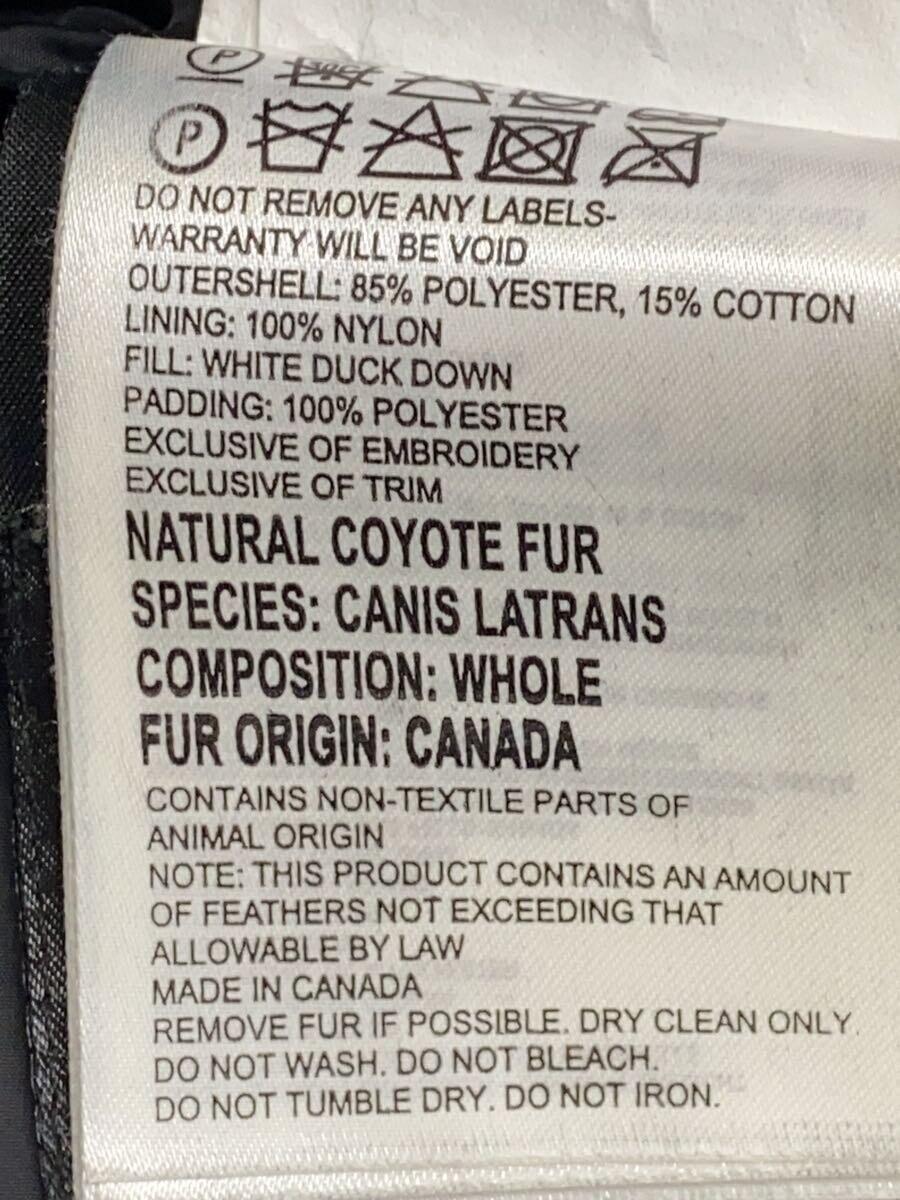 P
30°C
P
DO NOT REMOVE ANY LABELS-
WARRANTY WILL BE VOID
OUTERSHELL: 85% POLYESTER, 15% COTTON
LINING: 100% NYLON
FILL: WHITE DUCK DOWN
PADDING: 100% POLYESTER
EXCLUSIVE OF EMBROIDERY
EXCLUSIVE OF TRIM
NATURAL COYOTE FUR
SPECIES: CANIS LATRANS
COMPOSITION: WHOLE
FUR ORIGIN: CANADA
CONTAINS NON-TEXTILE PARTS OF
ANIMAL ORIGIN
NOTE: THIS PRODUCT CONTAINS AN AMOUNT
OF FEATHERS NOT EXCEEDING THAT
ALLOWABLE BY LAW
MADE IN CANADA
REMOVE FUR IF POSSIBLE. DRY CLEAN ONLY.
DO NOT WASH. DO NOT BLEACH.
DO NOT TUMBLE DRY. DO NOT IRON.